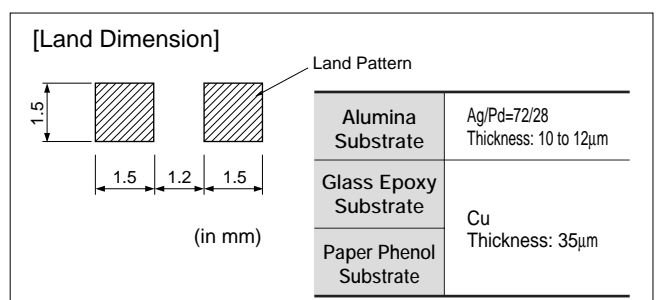 [Land Dimension]
Land Pattern
1.5
1.5
1.2
1.5
(in mm)
Alumina
Substrate
Ag/Pd=72/28
Thickness: 10 to 12μm
Glass Epoxy
Substrate
Cu
Thickness: 35μm
Paper Phenol
Substrate